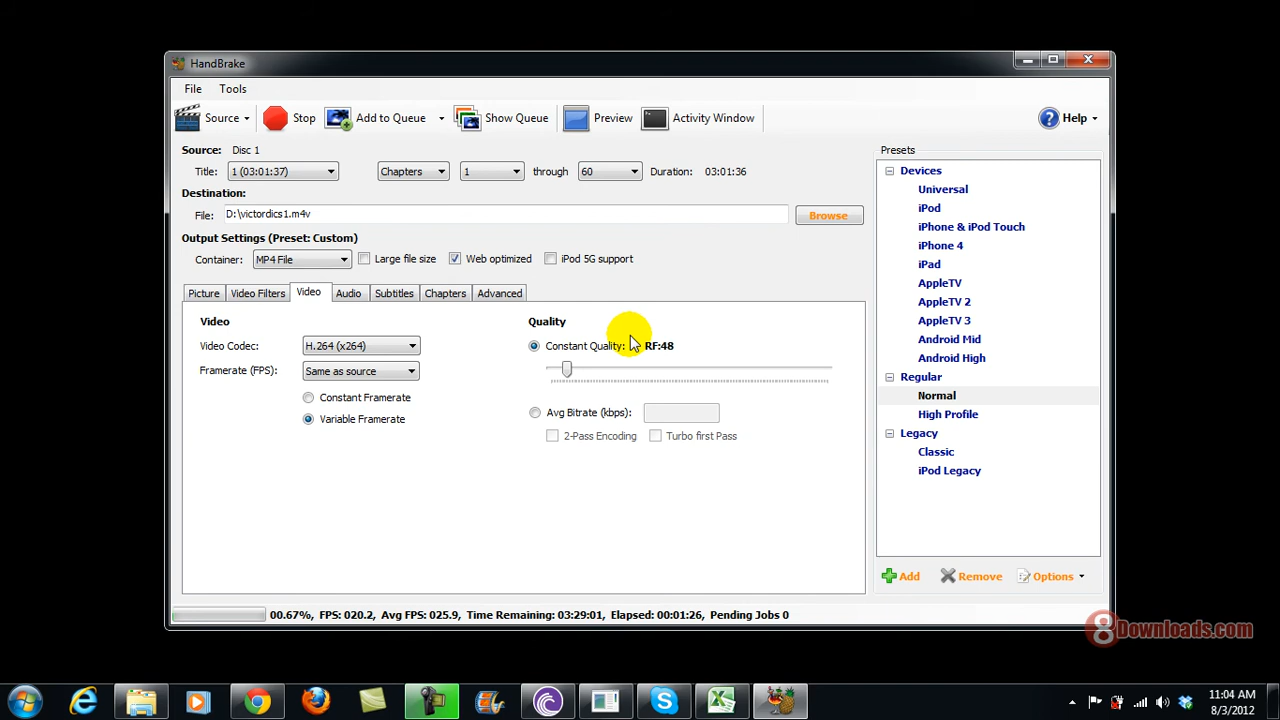 HandBrake
File Tools
Source Stop Add to Queue Show Queue Preview Activity Window Help
Source: Disc 1
Title: 1 (03:01:37) Chapters 1 through 60 Duration: 03:01:36
Destination:
File: D:\victordics1.m4v Browse
Output Settings (Preset: Custom)
Container: MP4 File Large file size Web optimized iPod 5G support
Picture Video Filters Video Audio Subtitles Chapters Advanced
Video
Video Codec: H.264 (x264)
Framerate (FPS): Same as source
Constant Framerate
Variable Framerate
Quality
Constant Quality: RF:48
Avg Bitrate (kbps):
2-Pass Encoding Turbo first Pass
Presets
Devices
Universal
iPod
iPhone & iPod Touch
iPhone 4
iPad
AppleTV
AppleTV 2
AppleTV 3
Android Mid
Android High
Regular
Normal
High Profile
Legacy
Classic
iPod Legacy
Add Remove Options
00.67%, FPS: 020.2, Avg FPS: 025.9, Time Remaining: 03:29:01, Elapsed: 00:01:26, Pending Jobs 0
8Downloads.com
11:04 AM
8/3/2012